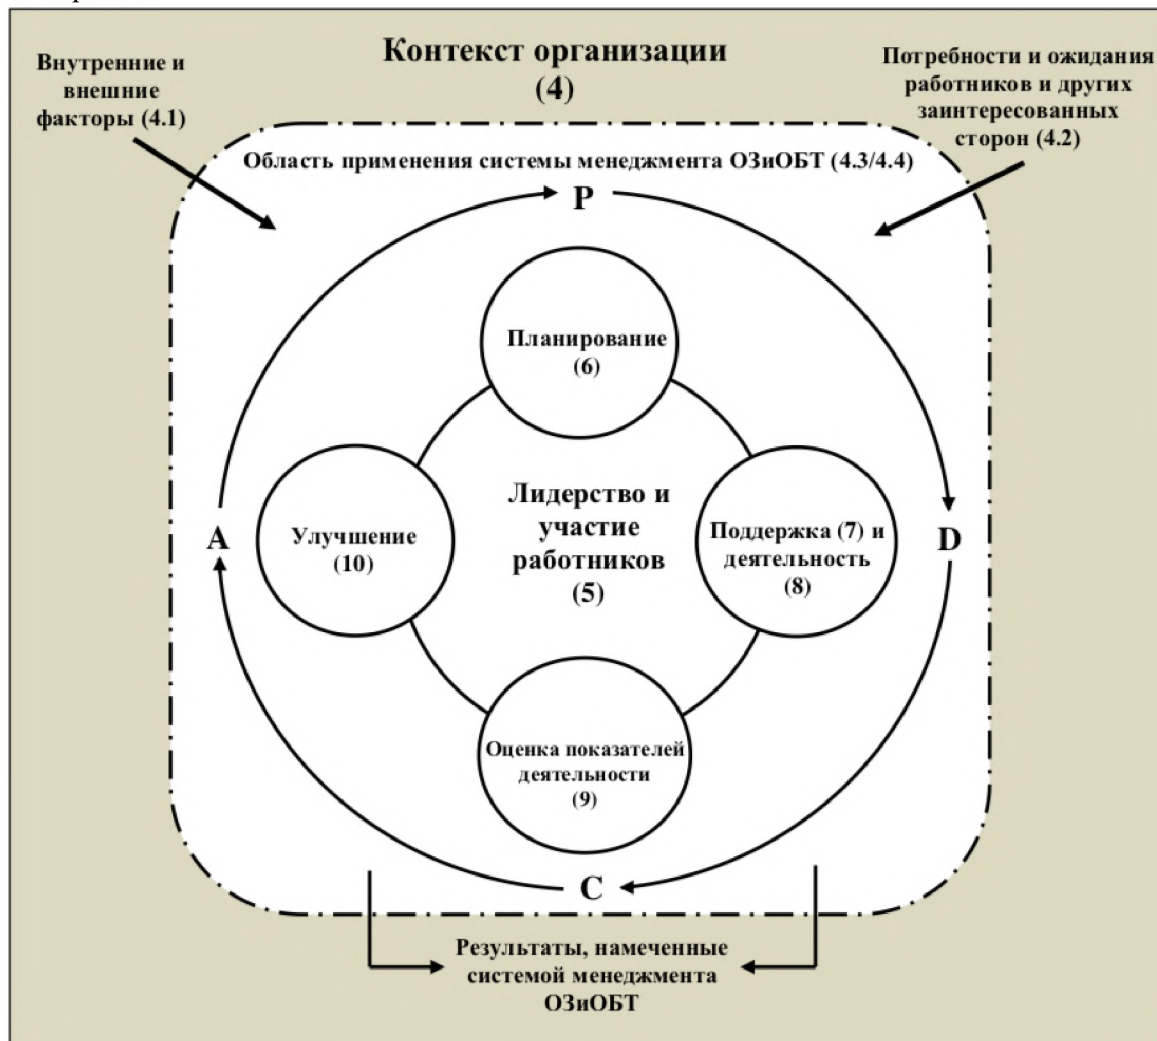 Контекст организации
(4)
Внутренние и
внешние
факторы (4.1)
Потребности и ожидания
работников и других
заинтересованных
сторон (4.2)
Область применения системы менеджмента ОЗиОБТ (4.3/4.4)
P
Планирование
(6)
A
Улучшение
(10)
Лидерство и
участие
работников
(5)
Поддержка (7) и
деятельность
(8)
D
Оценка показателей
деятельности
(9)
C
Результаты, намеченные
системой менеджмента
ОЗиОБТ